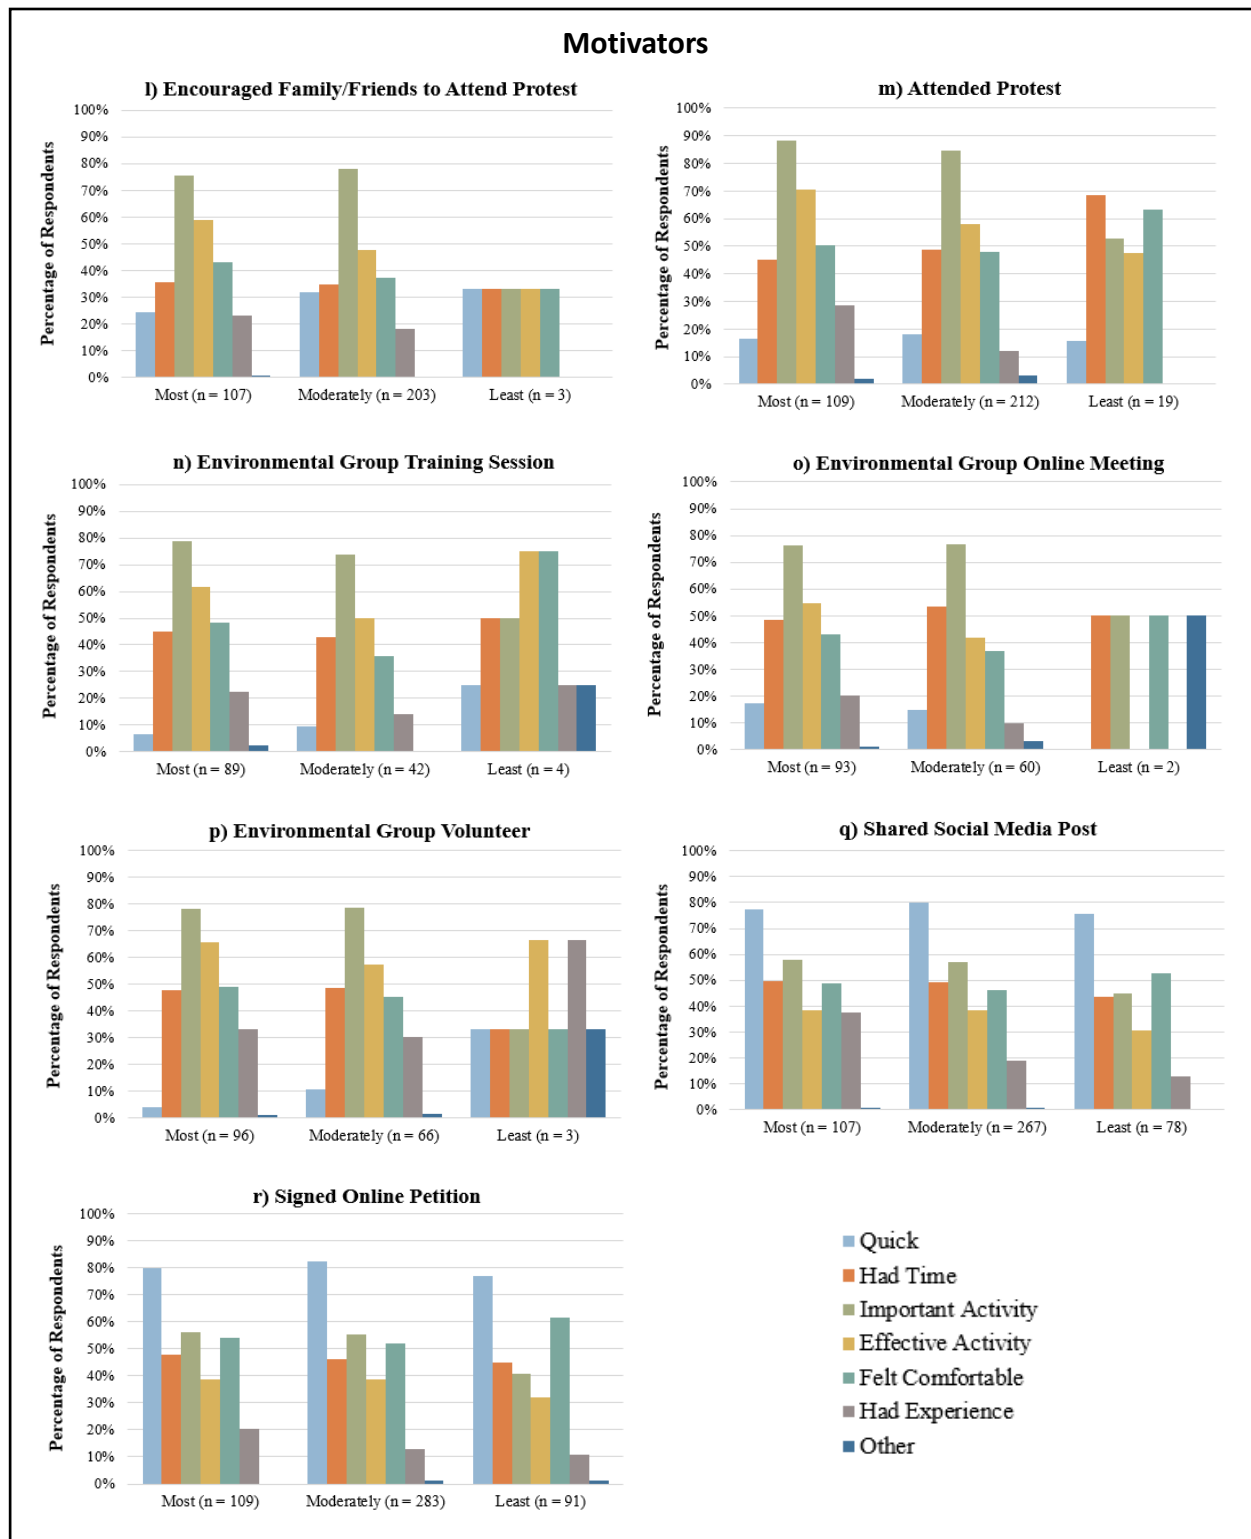 Motivators
l) Encouraged Family/Friends to Attend Protest
Percentage of Respondents
100%
90%
80%
70%
60%
50%
40%
30%
20%
10%
0%
Most (n = 107)
Moderately (n = 203)
Least (n = 3)
m) Attended Protest
Percentage of Respondents
100%
90%
80%
70%
60%
50%
40%
30%
20%
10%
0%
Most (n = 109)
Moderately (n = 212)
Least (n = 19)
n) Environmental Group Training Session
Percentage of Respondents
100%
90%
80%
70%
60%
50%
40%
30%
20%
10%
0%
Most (n = 89)
Moderately (n = 42)
Least (n = 4)
o) Environmental Group Online Meeting
Percentage of Respondents
100%
90%
80%
70%
60%
50%
40%
30%
20%
10%
0%
Most (n = 93)
Moderately (n = 60)
Least (n = 2)
p) Environmental Group Volunteer
Percentage of Respondents
100%
90%
80%
70%
60%
50%
40%
30%
20%
10%
0%
Most (n = 96)
Moderately (n = 66)
Least (n = 3)
q) Shared Social Media Post
Percentage of Respondents
100%
90%
80%
70%
60%
50%
40%
30%
20%
10%
0%
Most (n = 107)
Moderately (n = 267)
Least (n = 78)
r) Signed Online Petition
Percentage of Respondents
100%
90%
80%
70%
60%
50%
40%
30%
20%
10%
0%
Most (n = 109)
Moderately (n = 283)
Least (n = 91)
Quick
Had Time
Important Activity
Effective Activity
Felt Comfortable
Had Experience
Other